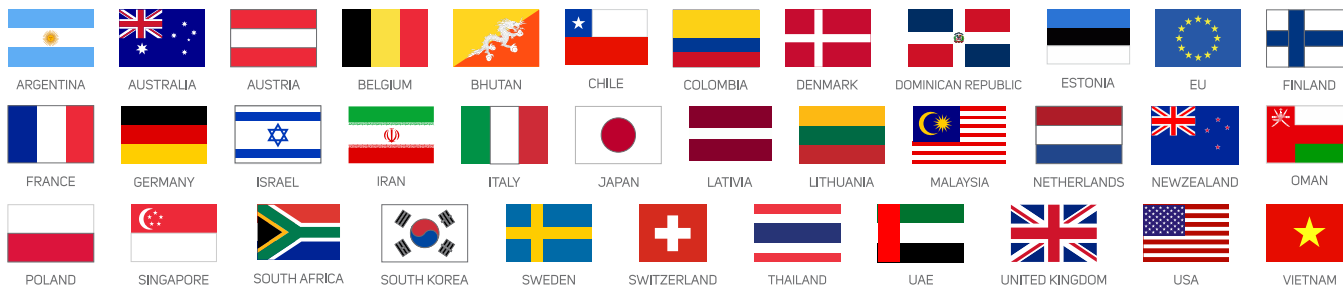 ARGENTINA AUSTRALIA AUSTRIA BELGIUM BHUTAN CHILE COLOMBIA DENMARK DOMINICAN REPUBLIC ESTONIA EU FINLAND
FRANCE GERMANY ISRAEL IRAN ITALY JAPAN LATIVIA LITHUANIA MALAYSIA NETHERLANDS NEWZEALAND OMAN
POLAND SINGAPORE SOUTH AFRICA SOUTH KOREA SWEDEN SWITZERLAND THAILAND UAE UNITED KINGDOM USA VIETNAM